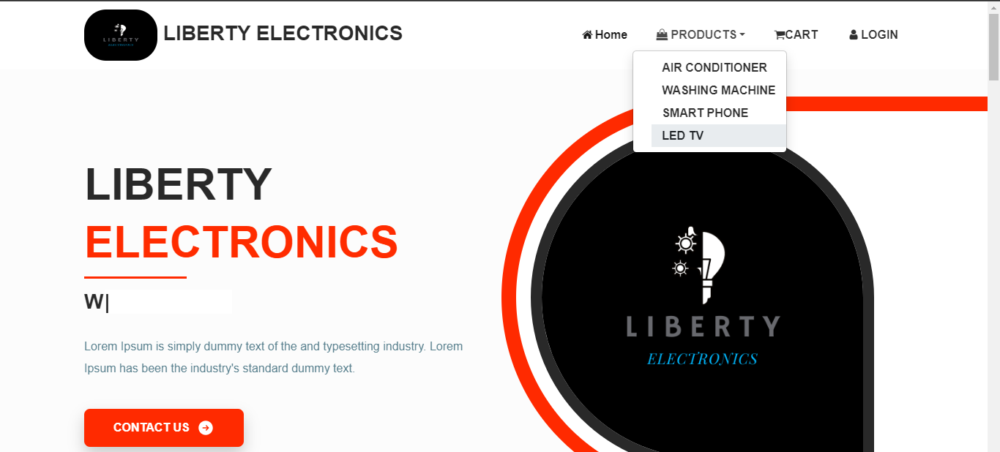 LIBERTY
ELECTRONICS
LIBERTY ELECTRONICS
Home
PRODUCTS
CART
LOGIN
AIR CONDITIONER
WASHING MACHINE
SMART PHONE
LED TV
LIBERTY
ELECTRONICS
W|
Lorem Ipsum is simply dummy text of the and typesetting industry. Lorem
Ipsum has been the industry's standard dummy text.
CONTACT US
LIBERTY
ELECTRONICS